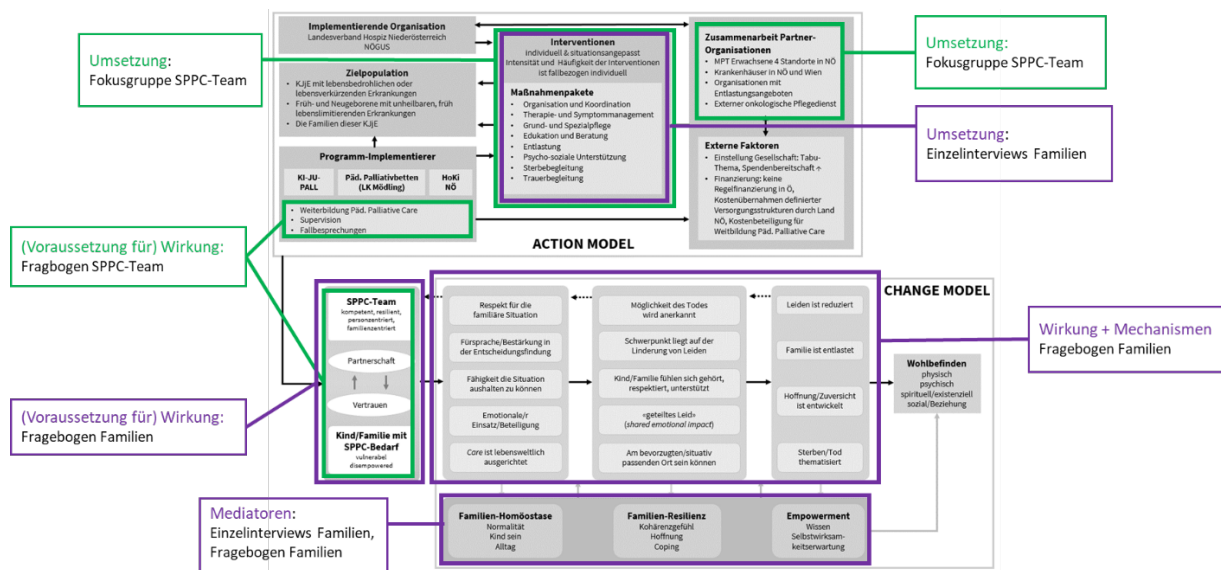 Implementierende Organisation
Landesverband Hospiz Niederösterreich
NÖGUS
Zielpopulation
• KJjE mit lebensbedrohlichen oder
lebensverkürzenden Erkrankungen
• Früh- und Neugeborene mit unheilbaren, früh
lebenslimitierenden Erkrankungen
• Die Familien dieser KJjE
Programm-Implementierer
KI-JU-
PALL
Päd. Palliativbetten
(LK Mödling)
HoKi
NÖ
• Weiterbildung Päd. Palliative Care
• Supervision
• Fallbesprechungen
Interventionen
Individuell & situationsangepasst
Intensität und Häufigkeit der Interventionen
ist fallbezogen individuell
Maßnahmenpakete
• Organisation und Koordination
• Therapie- und Symptommanagement
• Grund- und Spezialpflege
• Edukation und Beratung
• Entlastung
• Psycho-soziale Unterstützung
• Sterbebegleitung
• Trauerbegleitung
Zusammenarbeit Partner-
Organisationen
• MPT Erwachsene 4 Standorte in NÖ
• Krankenhäuser in NÖ und Wien
• Organisationen mit
Entlastungsangeboten
• Externer onkologische Pflegedienst
Externe Faktoren
• Einstellung Gesellschaft: Tabu-
Thema, Spendenbereitschaft ÷
• Finanzierung: keine
Regelfinanzierung in Ö,
Kostenübernahmen definierter
Versorgungsstrukturen durch Land
NÖ, Kostenbeteiligung für
Weitbildung Päd. Palliative Care
ACTION MODEL
Umsetzung:
Fokusgruppe SPPC-Team
Umsetzung:
Fokusgruppe SPPC-Team
Umsetzung:
Einzelinterviews Familien
(Voraussetzung für) Wirkung:
Fragbogen SPPC-Team
(Voraussetzung für) Wirkung:
Fragebogen Familien
SPPC-Team
kompetent, resilient,
personzentriert,
familienzentriert
Partnerschaft
Vertrauen
Kind/Familie mit
SPPC-Bedarf
vulnerabel
disempowered
Respekt für die
familiäre Situation
Fürsprache/Bestärkung in
der Entscheidungsfindung
Fähigkeit die Situation
aushalten zu können
Emotionale/r
Einsatz/Beteiligung
Care ist lebensweltlich
ausgerichtet
Möglichkeit des Todes
wird anerkannt
Schwerpunkt liegt auf der
Linderung von Leiden
Kind/Familie fühlen sich gehört,
respektiert, unterstützt
«geteiltes Leid»
(shared emotional impact)
Am bevorzugten/situativ
passenden Ort sein können
Leiden ist reduziert
Familie ist entlastet
Hoffnung/Zuversicht
ist entwickelt
Sterben/Tod
thematisiert
CHANGE MODEL
Wohlbefinden
physisch
psychisch
spirituell/existenziell
sozial/Beziehung
Wirkung + Mechanismen
Fragebogen Familien
Mediatoren:
Einzelinterviews Familien,
Fragebogen Familien
Familien-Homöostase
Normalität
Kind sein
Alltag
Familien-Resilienz
Kohärenzgefühl
Hoffnung
Coping
Empowerment
Wissen
Selbstwirksam-
keitserwartung